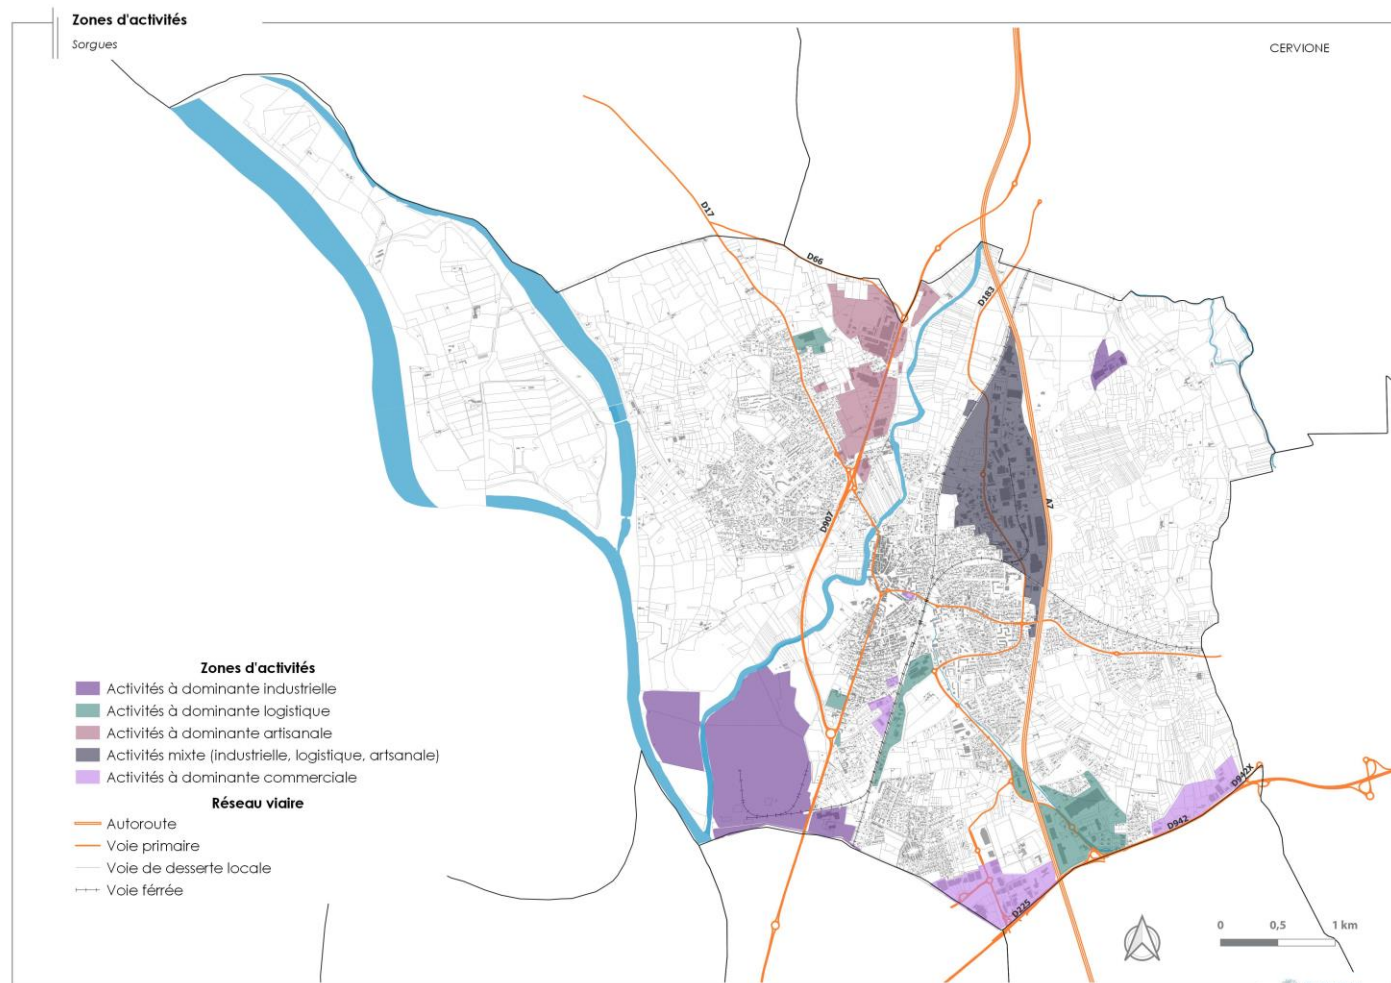 Zones d'activités
Sorgues
CERVIONE
D17
D66
D183
A7
D907
D942X
D942
D225
Zones d'activités
Activités à dominante industrielle
Activités à dominante logistique
Activités à dominante artisanale
Activités mixte (industrielle, logistique, artsanale)
Activités à dominante commerciale
Réseau viaire
Autoroute
Voie primaire
Voie de desserte locale
Voie férrée
0 0,5 1 km